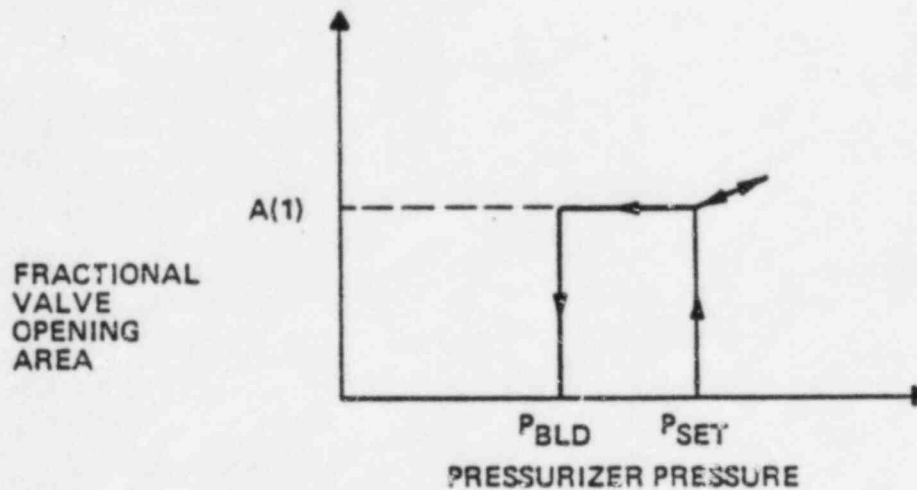 A(1)
FRACTIONAL
VALVE
OPENING
AREA
PBLD PSET
PRESSURIZER PRESSURE